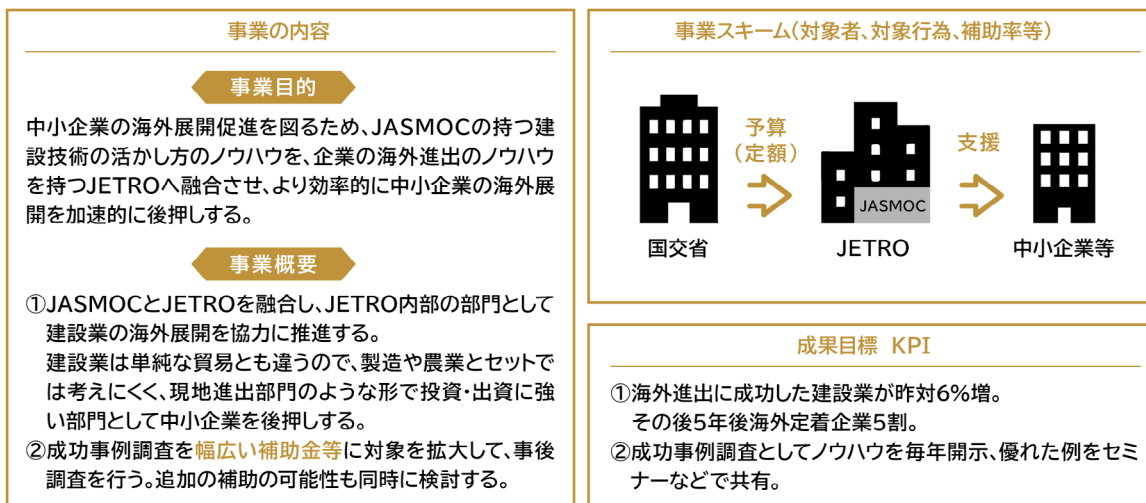 事業の内容
事業目的
中小企業の海外展開促進を図るため、JASMOCの持つ建
設技術の活かし方のノウハウを、企業の海外進出のノウハウ
を持つJETROへ融合させ、より効率的に中小企業の海外展
開を加速的に後押しする。
事業概要
①JASMOCとJETROを融合し、JETRO内部の部門として
建設業の海外展開を協力に推進する。
建設業は単純な貿易とも違うので、製造や農業とセットで
は考えにくく、現地進出部門のような形で投資・出資に強
い部門として中小企業を後押しする。
②成功事例調査を幅広い補助金等に対象を拡大して、事後
調査を行う。追加の補助の可能性も同時に検討する。
事業スキーム(対象者、対象行為、補助率等)
予算
(定額)
支援
JASMOC
国交省
JETRO
中小企業等
成果目標 KPI
①海外進出に成功した建設業が昨対6%増。
その後5年後海外定着企業5割。
②成功事例調査としてノウハウを毎年開示、優れた例をセミ
ナーなどで共有。